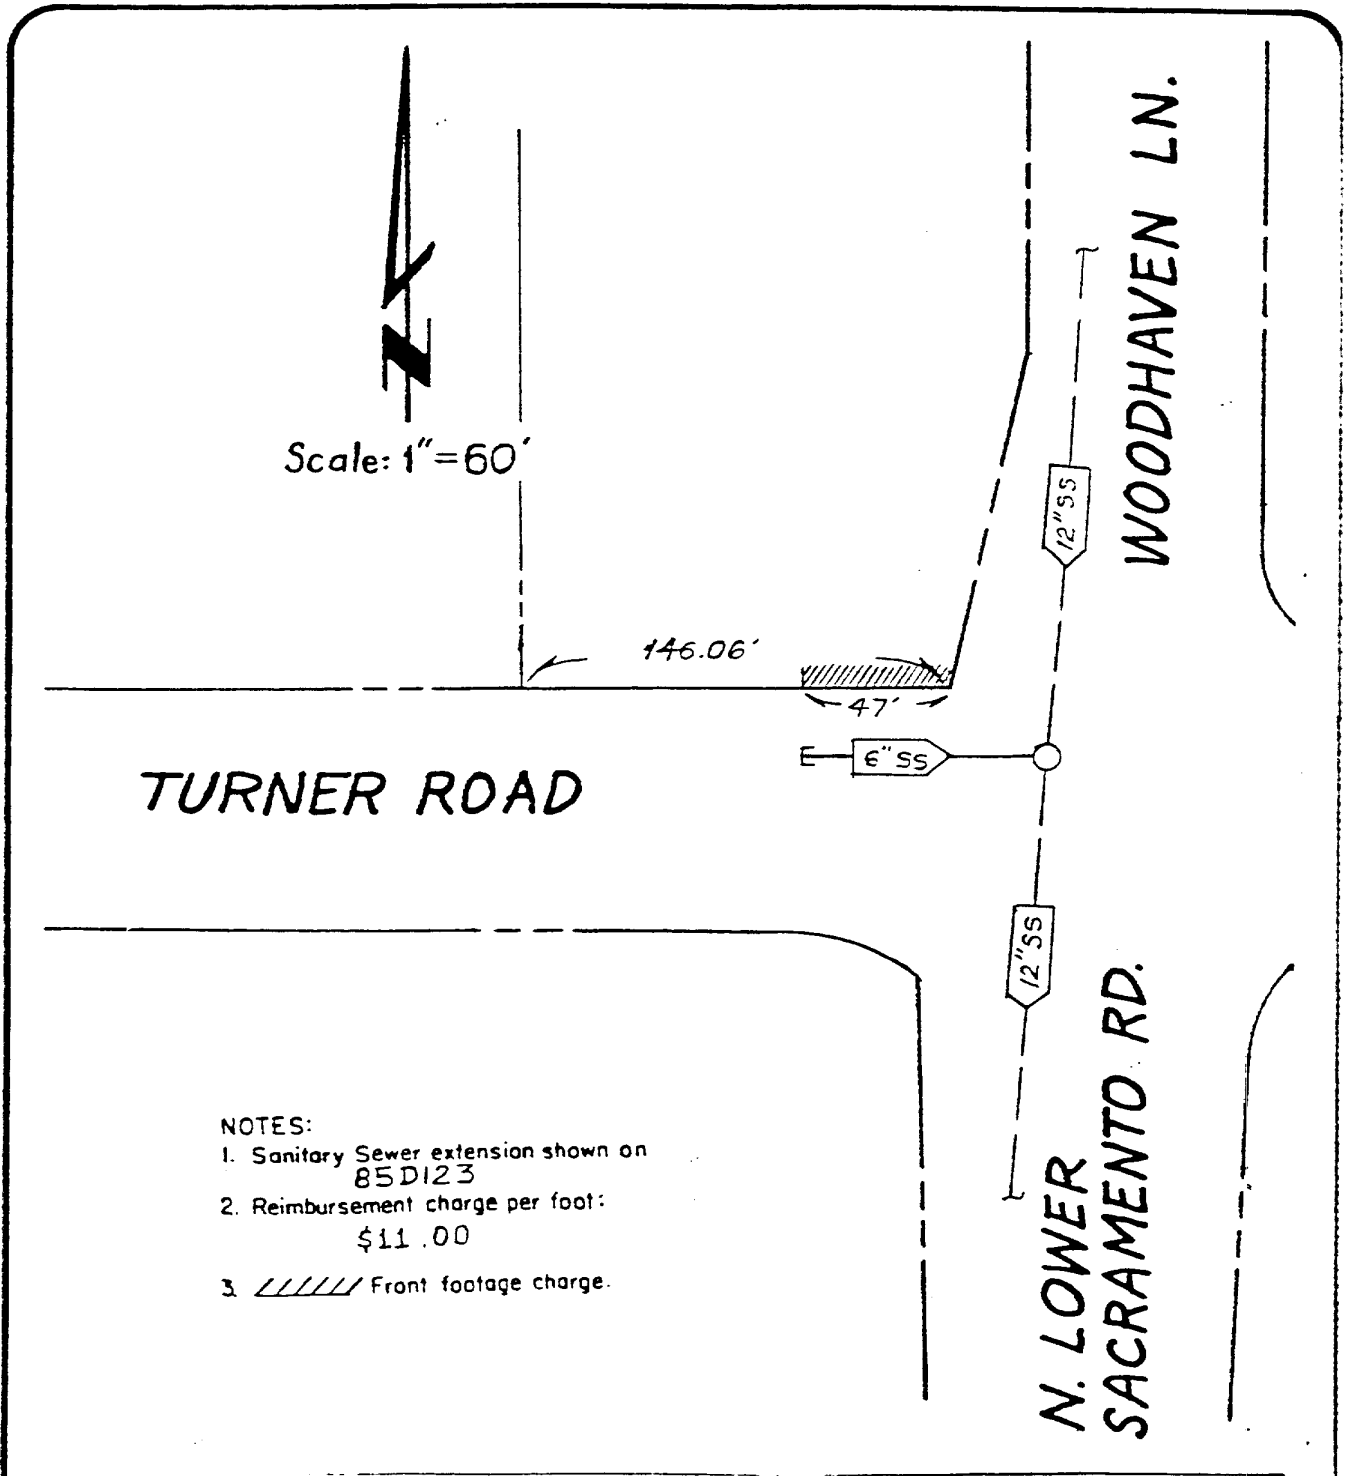 WOODHAVEN LN.
N
Scale: 1"=60'
12"SS
146.06'
47'
6"SS
TURNER ROAD
12"SS
N. LOWER
SACRAMENTO RD.
NOTES:
1. Sanitary Sewer extension shown on
85D123
2. Reimbursement charge per foot:
$11.00
3. Front footage charge.